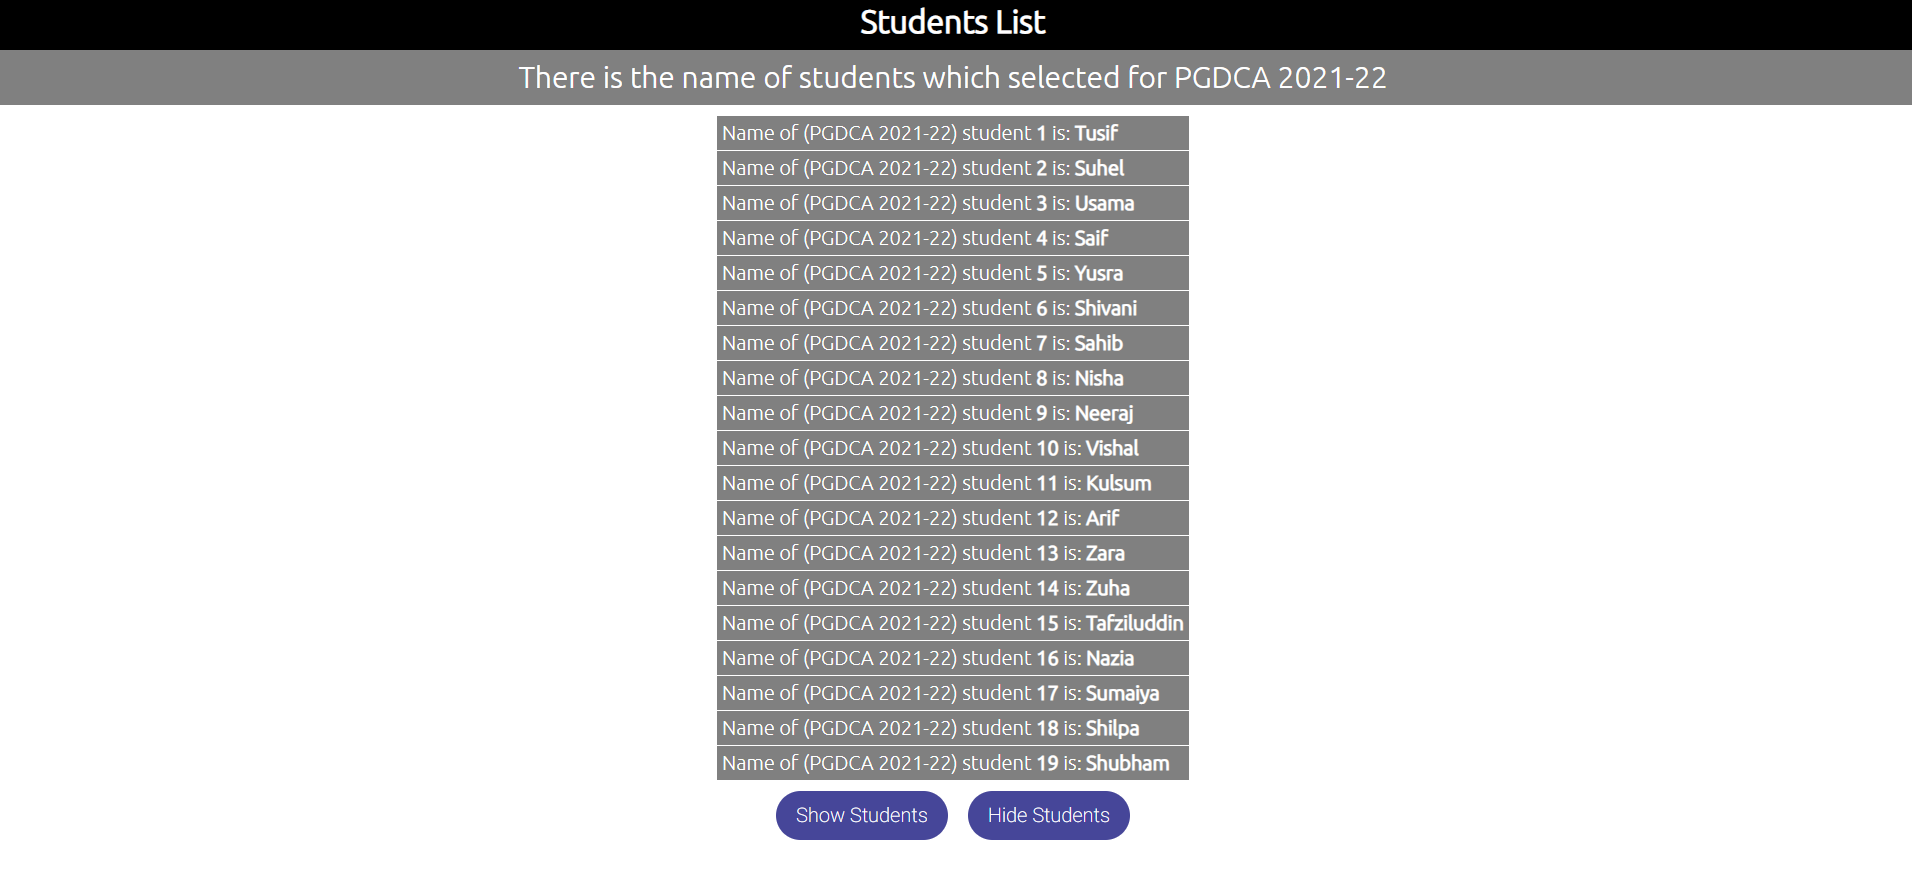 Students List
There is the name of students which selected for PGDCA 2021-22
Name of (PGDCA 2021-22) student 1 is: Tusif
Name of (PGDCA 2021-22) student 2 is: Suhel
Name of (PGDCA 2021-22) student 3 is: Usama
Name of (PGDCA 2021-22) student 4 is: Saif
Name of (PGDCA 2021-22) student 5 is: Yusra
Name of (PGDCA 2021-22) student 6 is: Shivani
Name of (PGDCA 2021-22) student 7 is: Sahib
Name of (PGDCA 2021-22) student 8 is: Nisha
Name of (PGDCA 2021-22) student 9 is: Neeraj
Name of (PGDCA 2021-22) student 10 is: Vishal
Name of (PGDCA 2021-22) student 11 is: Kulsum
Name of (PGDCA 2021-22) student 12 is: Arif
Name of (PGDCA 2021-22) student 13 is: Zara
Name of (PGDCA 2021-22) student 14 is: Zuha
Name of (PGDCA 2021-22) student 15 is: Tafziluddin
Name of (PGDCA 2021-22) student 16 is: Nazia
Name of (PGDCA 2021-22) student 17 is: Sumaiya
Name of (PGDCA 2021-22) student 18 is: Shilpa
Name of (PGDCA 2021-22) student 19 is: Shubham
Show Students Hide Students